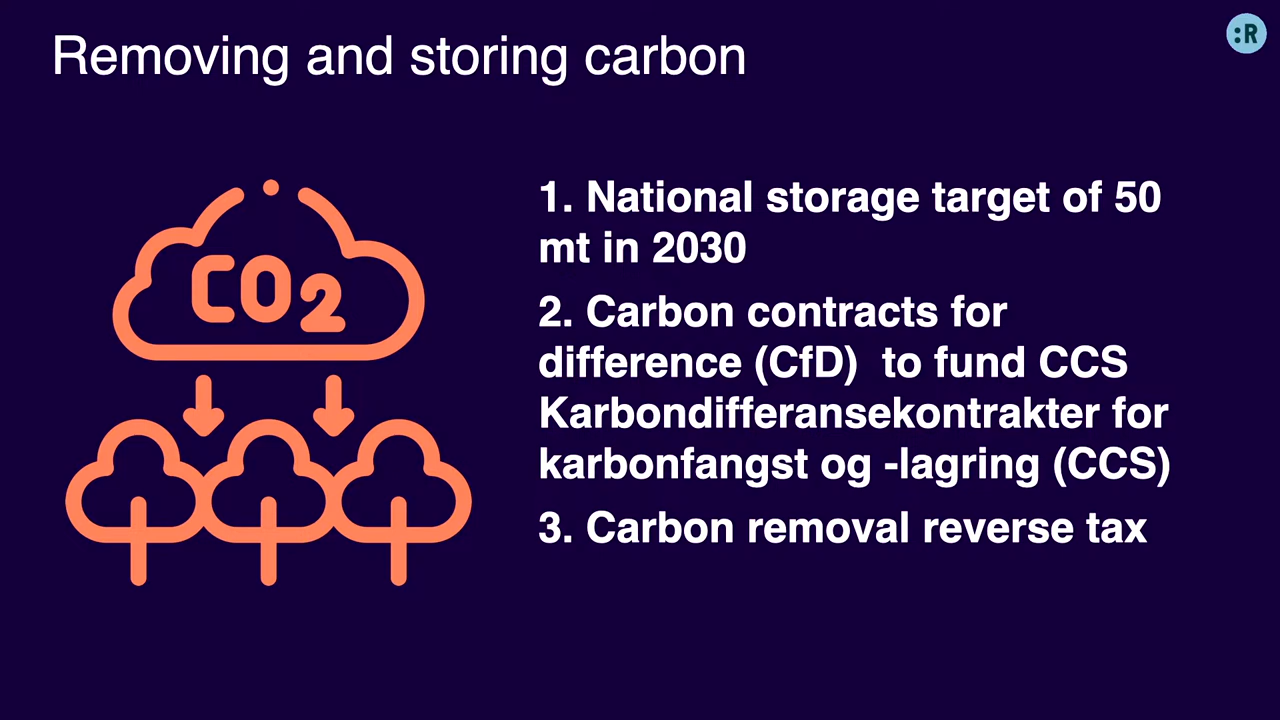 Removing and storing carbon
:R
CO2
1. National storage target of 50
mt in 2030
2. Carbon contracts for
difference (CfD)  to fund CCS
Karbondifferansekontrakter for
karbonfangst og -lagring (CCS)
3. Carbon removal reverse tax